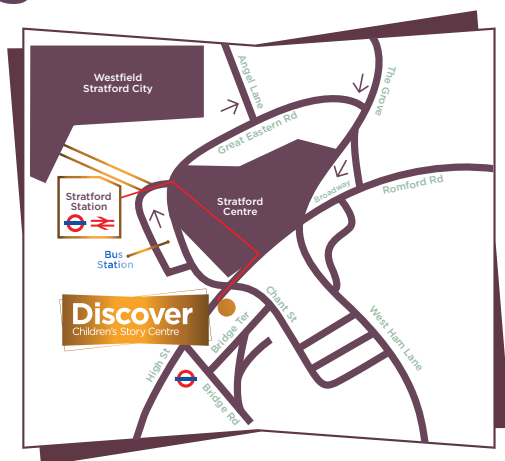 Westfield
Stratford City
Angel Lane
The Grove
Great Eastern Rd
Stratford
Station
Stratford
Centre
Broadway
Romford Rd
Bus
Station
Discover
Children's Story Centre
Chant St
Bridge Ter
West Ham Lane
High St
Bridge Rd